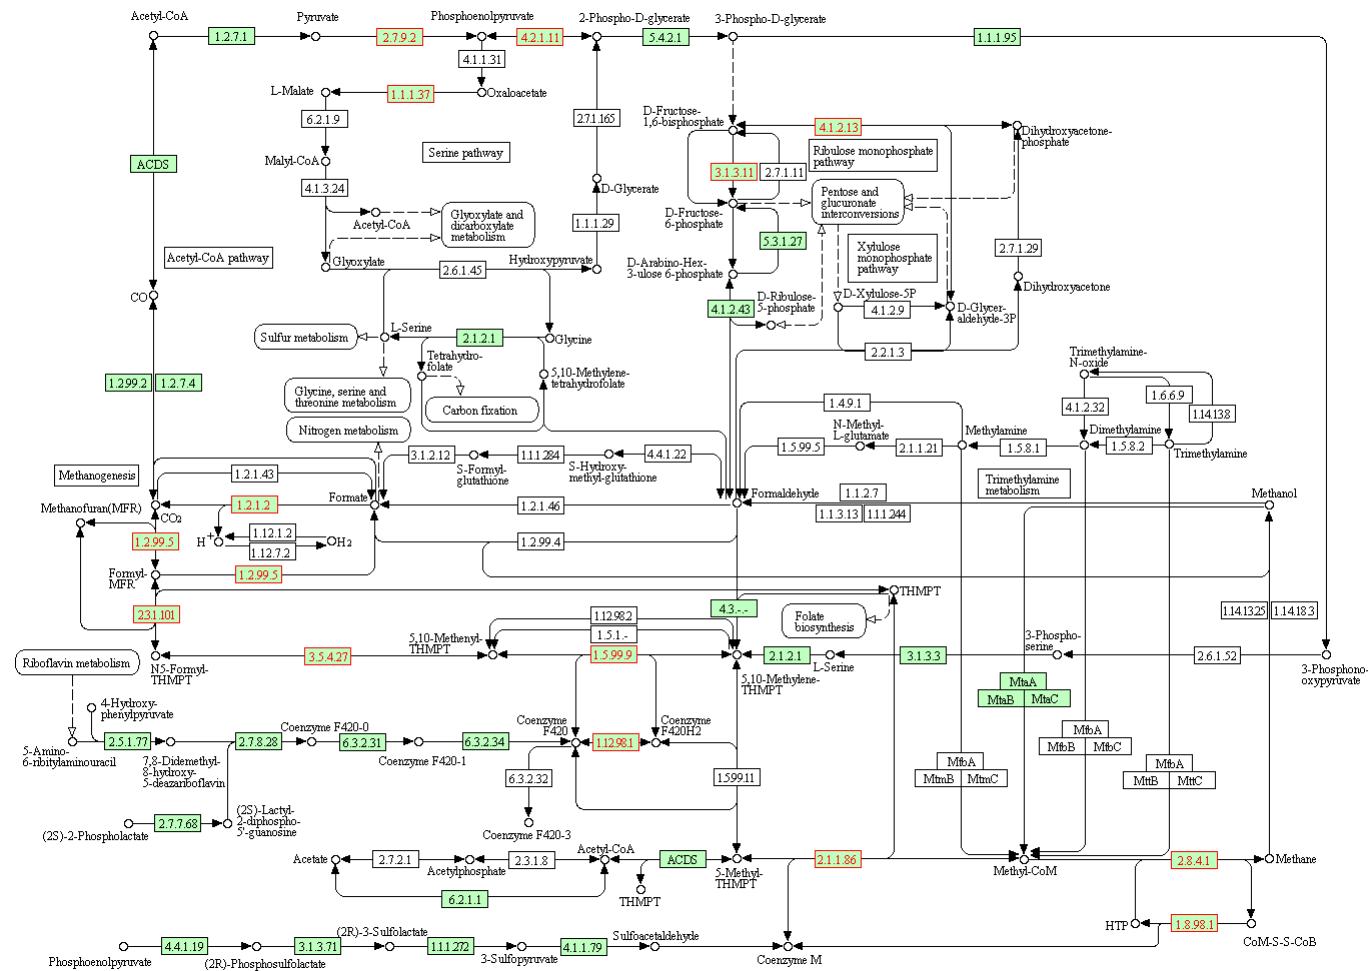 Acetyl-CoA
Pyruvate
Phosphoenolpyruvate
2-Phospho-D-glycerate
3-Phospho-D-glycerate
1.2.7.1
2.7.9.2
4.2.1.11
5.4.2.1
1.1.1.95
4.1.1.31
L-Malate
1.1.1.37
Oxaloacetate
6.2.1.9
2.7.1.165
D-Fructose-
1,6-bisphosphate
4.1.2.13
Dihydroxyacetone-
phosphate
Serine pathway
Ribulose monophosphate
pathway
ACDS
Malyl-CoA
3.1.3.11
2.7.1.11
4.1.3.24
D-Glycerate
Pentose and
glucuronate
interconversions
Acetyl-CoA
Glyoxylate and
dicarboxylate
metabolism
1.1.1.29
D-Fructose-
6-phosphate
5.3.1.27
Xylulose
monophosphate
pathway
2.7.1.29
Acetyl-CoA pathway
Glyoxylate
2.6.1.45
Hydroxypyruvate
D-Arabino-Hex-
3-ulose 6-phosphate
Dihydroxyacetone
CO
4.1.2.43
D-Ribulose-
5-phosphate
D-Xylulose-5P
4.1.2.9
D-Glycer-
aldehyde-3P
Sulfur metabolism
L-Serine
2.1.2.1
Glycine
2.2.1.3
Tetrahydro-
folate
5,10-Methylene-
tetrahydrofolate
Trimethylamine-
N-oxide
1.2.99.2
1.2.7.4
Glycine, serine and
threonine metabolism
Carbon fixation
1.4.9.1
4.1.2.32
1.6.6.9
1.14.13.8
Nitrogen metabolism
N-Methyl-
L-glutamate
Methylamine
Dimethylamine
Trimethylamine
3.1.2.12
1.1.1.284
4.4.1.22
1.5.99.5
2.1.1.21
1.5.8.1
1.5.8.2
S-Formyl-
glutathione
S-Hydroxy-
methyl-glutathione
Methanogenesis
1.2.1.43
Trimethylamine
metabolism
Methanofuran(MFR)
1.2.1.2
Formate
1.2.1.46
Formaldehyde
1.1.2.7
1.1.3.13
1.1.1.244
Methanol
CO2
1.2.99.5
H+
1.12.1.2
1.12.7.2
H2
1.2.99.4
Formyl-
MFR
1.2.99.5
THMPT
2.3.1.101
4.3.-.-
Folate
biosynthesis
1.14.13.25
1.14.18.3
1.12.98.2
1.5.1.-
5,10-Methenyl-
THMPT
3-Phospho-
serine
Riboflavin metabolism
N5-Formyl-
THMPT
3.5.4.27
1.5.99.9
5,10-Methylene-
THMPT
2.1.2.1
L-Serine
3.1.3.3
2.6.1.52
3-Phosphono-
oxypyruvate
MtaA
MtaB
MtaC
4-Hydroxy-
phenylpyruvate
Coenzyme F420-0
Coenzyme
F420
Coenzyme
F420H2
5-Amino-
6-ribitylaminouracil
2.5.1.77
2.7.8.28
6.3.2.31
6.3.2.34
1.12.98.1
MfbA
MfbB
MfbC
7,8-Didemethyl-
8-hydroxy-
5-deazariboflavin
Coenzyme F420-1
6.3.2.32
1.5.99.11
MfbA
MtmB
MtmC
MfbA
MttB
MttC
(2S)-2-Phospholactate
2.7.7.68
(2S)-Lactyl-
2-diphospho-
5'-guanosine
Coenzyme F420-3
Acetate
2.7.2.1
Acetylphosphate
2.3.1.8
Acetyl-CoA
ACDS
5-Methyl-
THMPT
2.1.1.86
Methyl-CoM
2.8.4.1
Methane
6.2.1.1
THMPT
HTP
1.8.98.1
CoM-S-S-CoB
Phosphoenolpyruvate
4.4.1.19
(2R)-Phosphosulfolactate
3.1.3.71
(2R)-3-Sulfolactate
1.1.1.272
3-Sulfopyruvate
4.1.1.79
Sulfoacetaldehyde
Coenzyme M